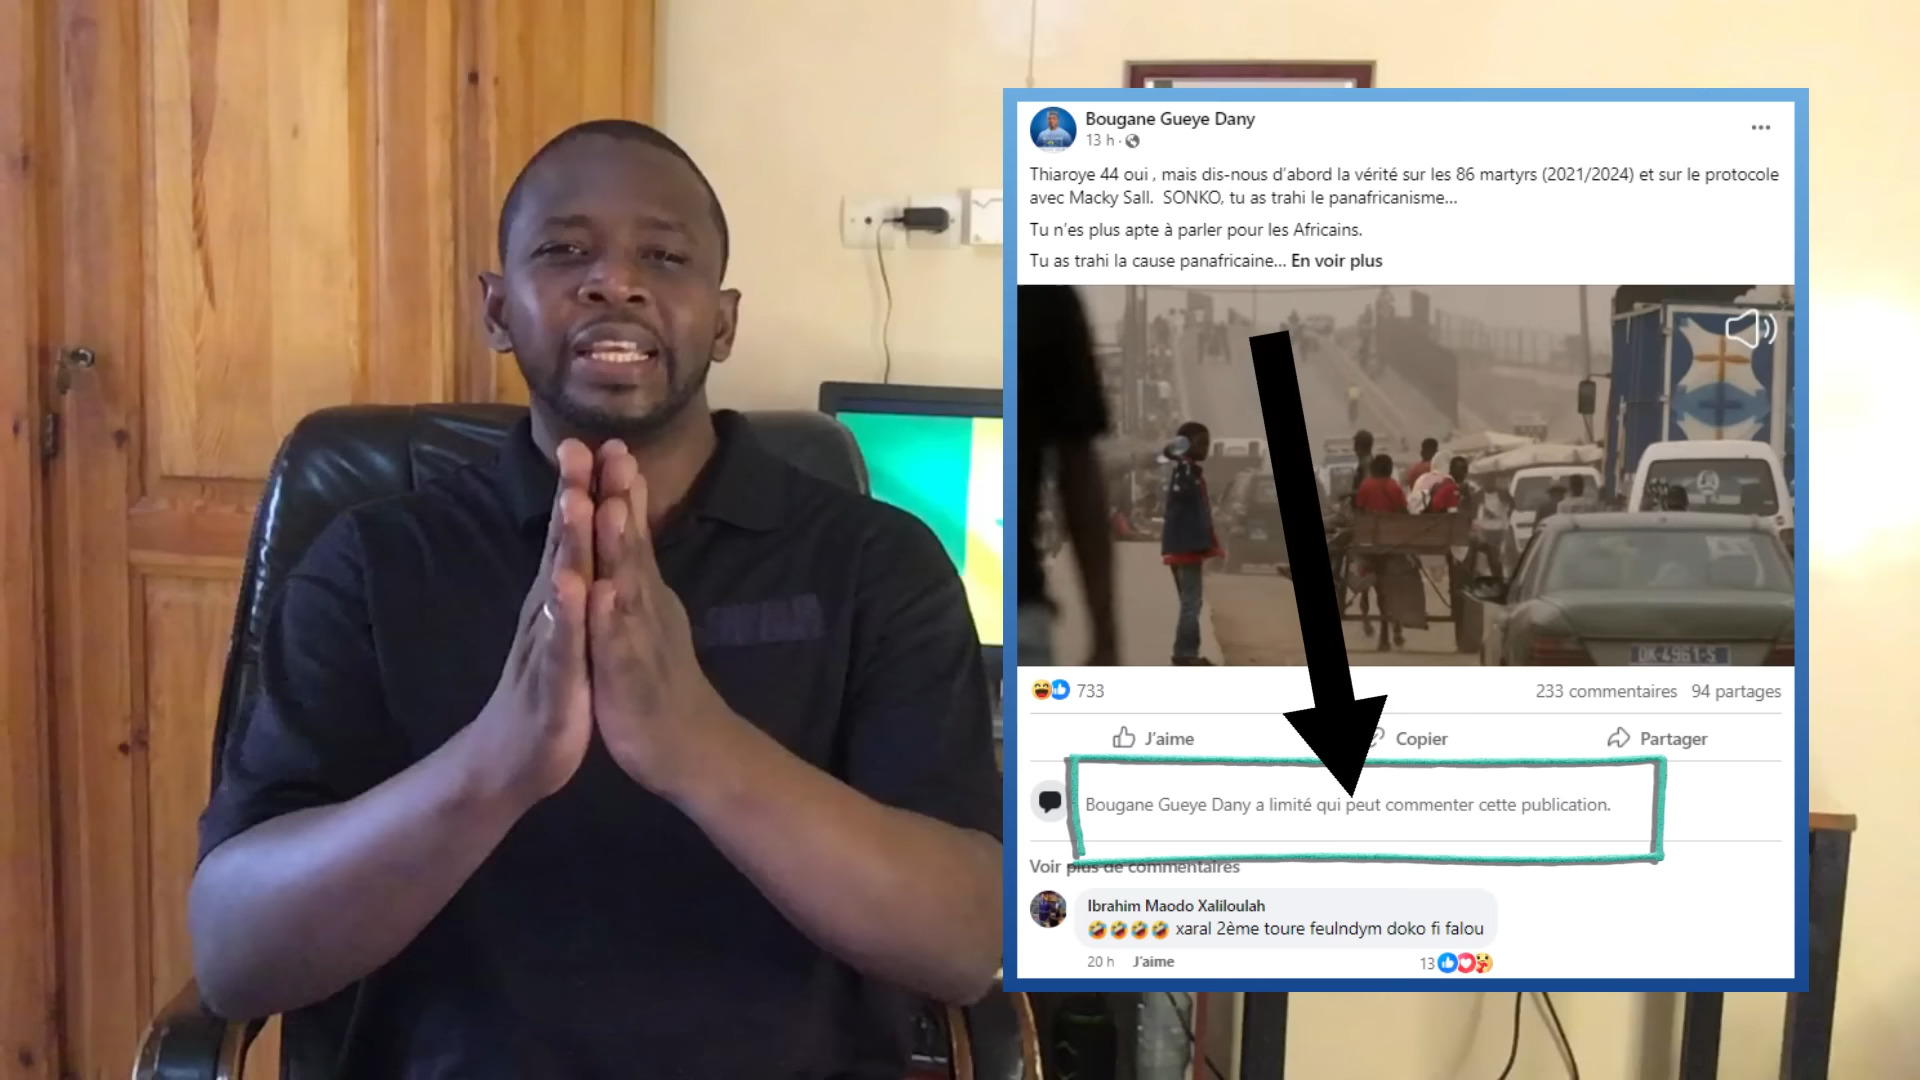 Bougane Gueye Dany
13 h ·
Thiaroye 44 oui , mais dis-nous d'abord la vérité sur les 86 martyrs (2021/2024) et sur le protocole
avec Macky Sall. SONKO, tu as trahi le panafricanisme...
Tu n'es plus apte à parler pour les Africains.
Tu as trahi la cause panafricaine... En voir plus
DK-4961-S
733
233 commentaires 94 partages
J'aime Copier Partager
Bougane Gueye Dany a limité qui peut commenter cette publication.
Voir plus de commentaires
Ibrahim Maodo Xaliloulah
🤣🤣🤣🤣 xaral 2ème toure feulndym doko fi falou
20 h J'aime
13